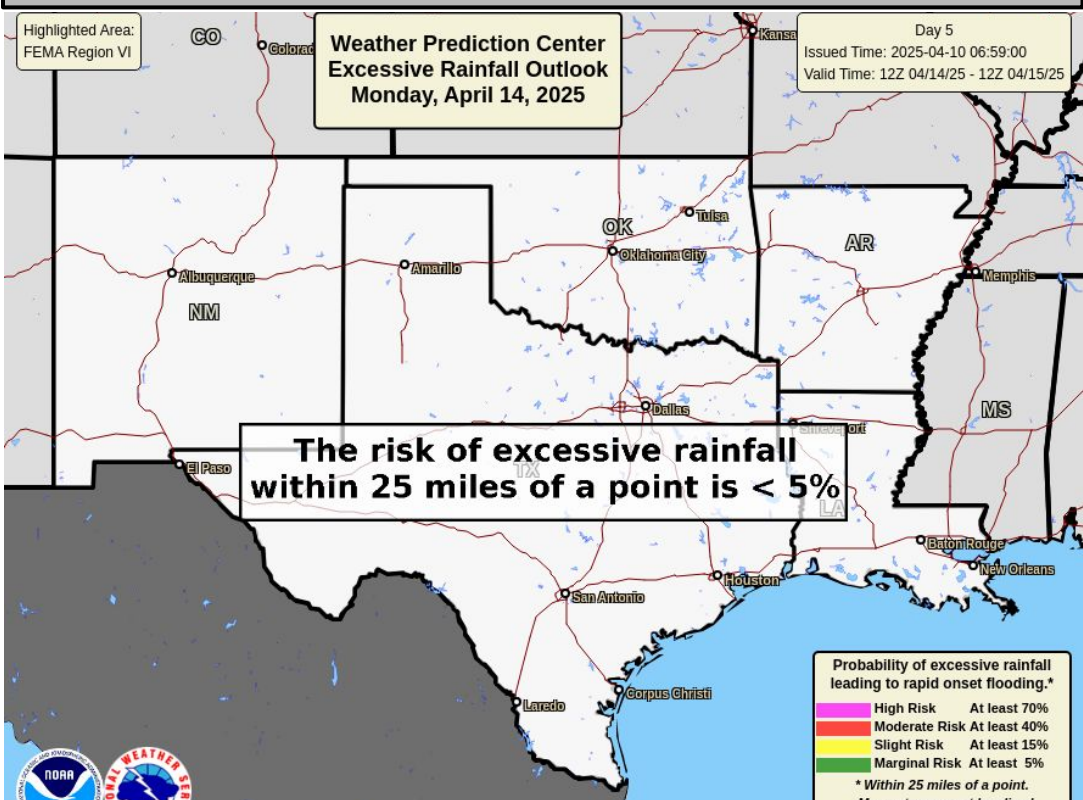 Highlighted Area:
FEMA Region VI
Weather Prediction Center
Excessive Rainfall Outlook
Monday, April 14, 2025
Day 5
Issued Time: 2025-04-10 06:59:00
Valid Time: 12Z 04/14/25 - 12Z 04/15/25
CO
Colorad
Kansa
Tulsa
OK
Oklahoma City
AR
Amarillo
Albuquerque
Memphis
NM
Dallas
MS
Shreveport
The risk of excessive rainfall
within 25 miles of a point is < 5%
El Paso
TX
LA
Baton Rouge
New Orleans
Houston
San Antonio
Corpus Christi
Laredo
Probability of excessive rainfall
leading to rapid onset flooding.*
High Risk At least 70%
Moderate Risk At least 40%
Slight Risk At least 15%
Marginal Risk At least 5%
* Within 25 miles of a point.
NOAA
WEATHER